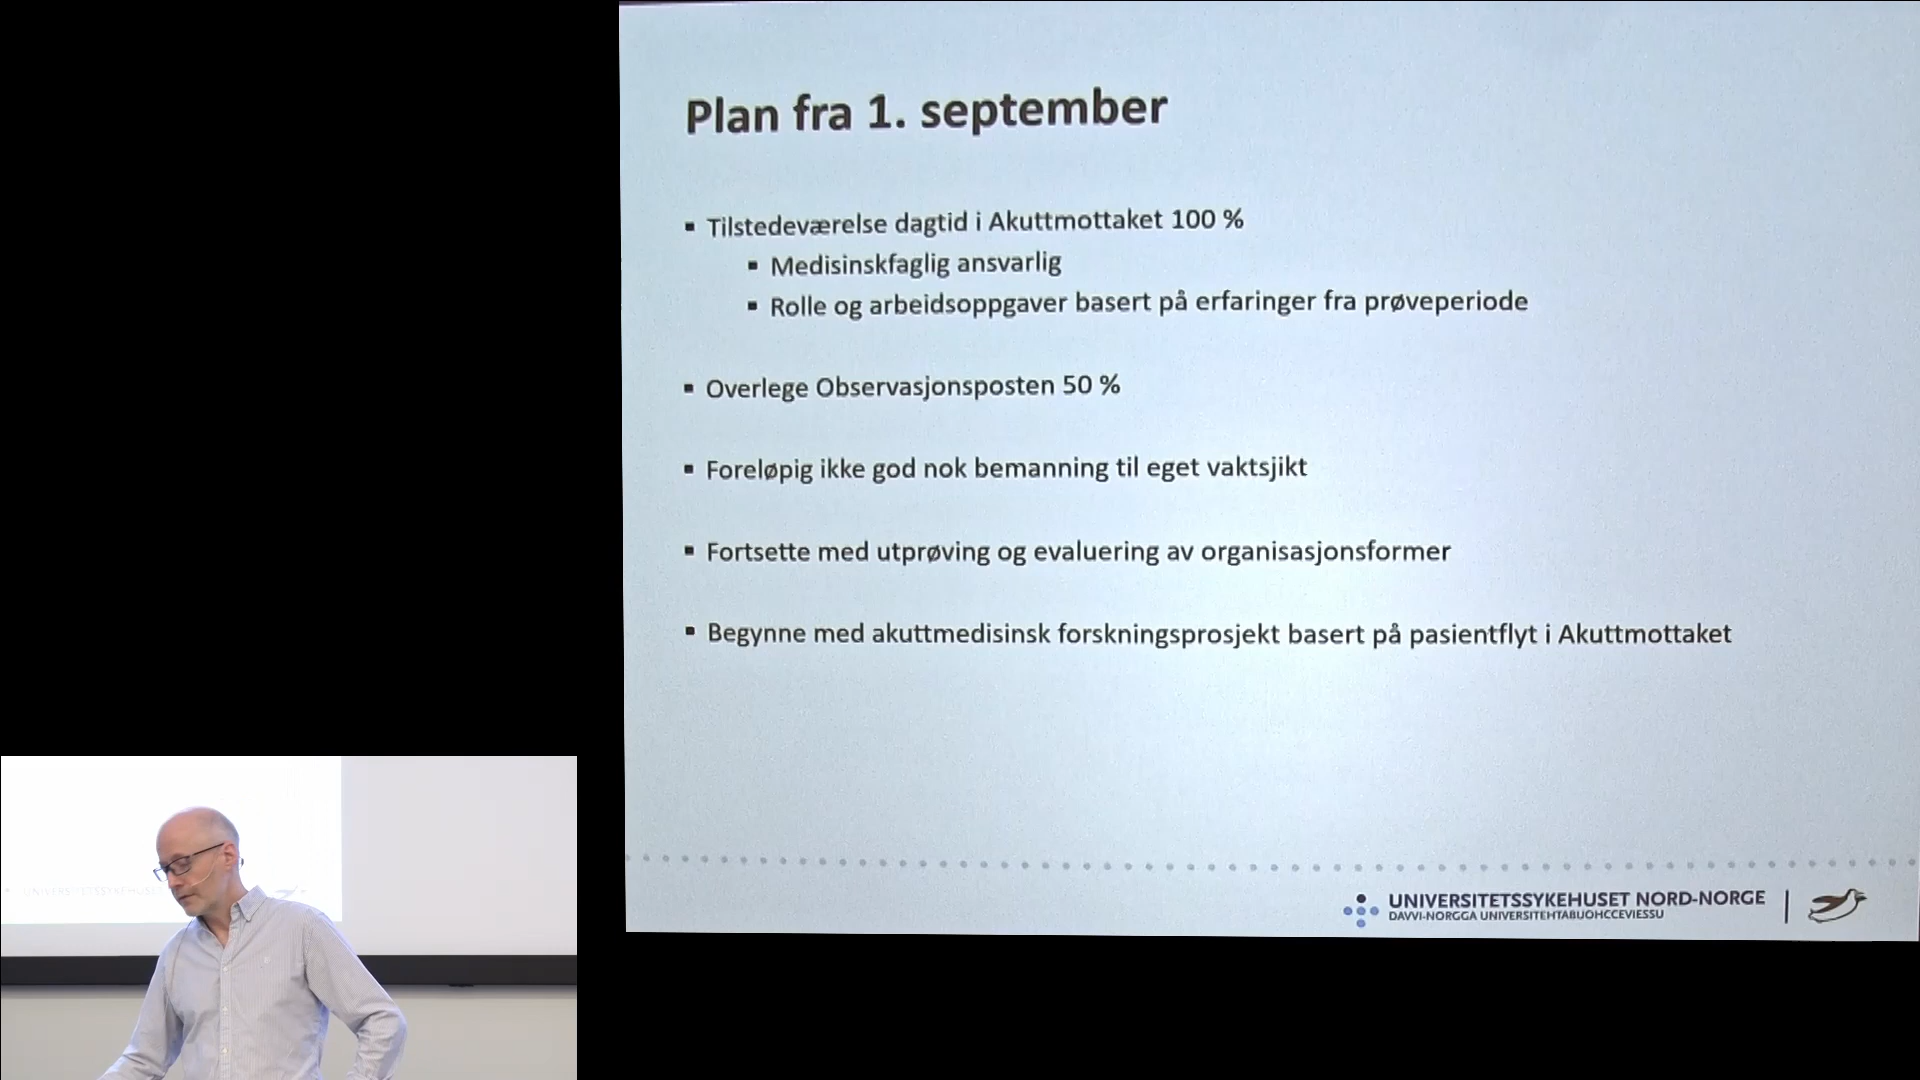 Plan fra 1. september
▪ Tilstedeværelse dagtid i Akuttmottaket 100 %
▪ Medisinskfaglig ansvarlig
▪ Rolle og arbeidsoppgaver basert på erfaringer fra prøveperiode
▪ Overlege Observasjonsposten 50 %
▪ Foreløpig ikke god nok bemanning til eget vaktsjikt
▪ Fortsette med utprøving og evaluering av organisasjonsformer
▪ Begynne med akuttmedisinsk forskningsprosjekt basert på pasientflyt i Akuttmottaket
UNIVERSITETSSYKEHUSET NORD-NORGE
DAVVI-NORGGA UNIVERSITEHTABUOHCCEVIESSU
UNIVERSITETSSYKEHUSET